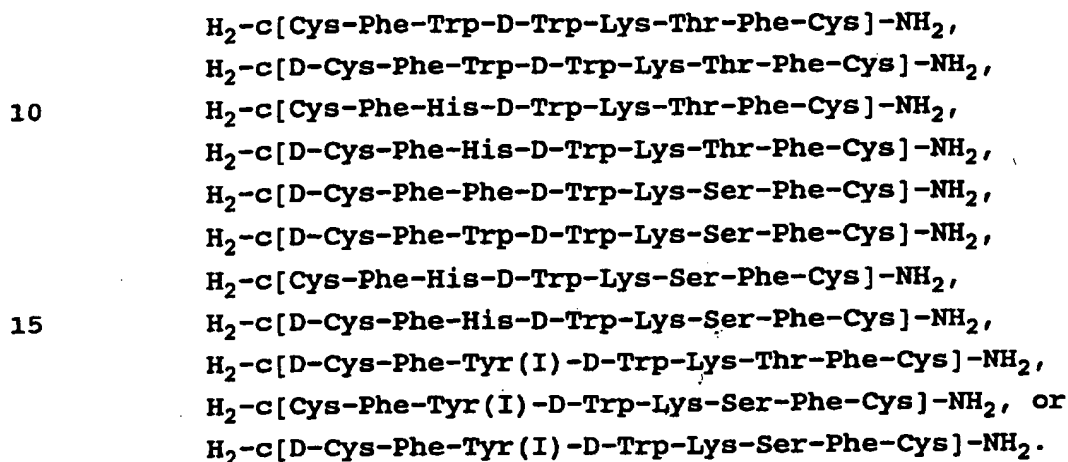 H₂-c[Cys-Phe-Trp-D-Trp-Lys-Thr-Phe-Cys]-NH₂,
H₂-c[D-Cys-Phe-Trp-D-Trp-Lys-Thr-Phe-Cys]-NH₂,
10 H₂-c[Cys-Phe-His-D-Trp-Lys-Thr-Phe-Cys]-NH₂,
H₂-c[D-Cys-Phe-His-D-Trp-Lys-Thr-Phe-Cys]-NH₂,
H₂-c[D-Cys-Phe-Phe-D-Trp-Lys-Ser-Phe-Cys]-NH₂,
H₂-c[D-Cys-Phe-Trp-D-Trp-Lys-Ser-Phe-Cys]-NH₂,
H₂-c[Cys-Phe-His-D-Trp-Lys-Ser-Phe-Cys]-NH₂,
15 H₂-c[D-Cys-Phe-His-D-Trp-Lys-Ser-Phe-Cys]-NH₂,
H₂-c[D-Cys-Phe-Tyr(I)-D-Trp-Lys-Thr-Phe-Cys]-NH₂,
H₂-c[Cys-Phe-Tyr(I)-D-Trp-Lys-Ser-Phe-Cys]-NH₂, or
H₂-c[D-Cys-Phe-Tyr(I)-D-Trp-Lys-Ser-Phe-Cys]-NH₂.